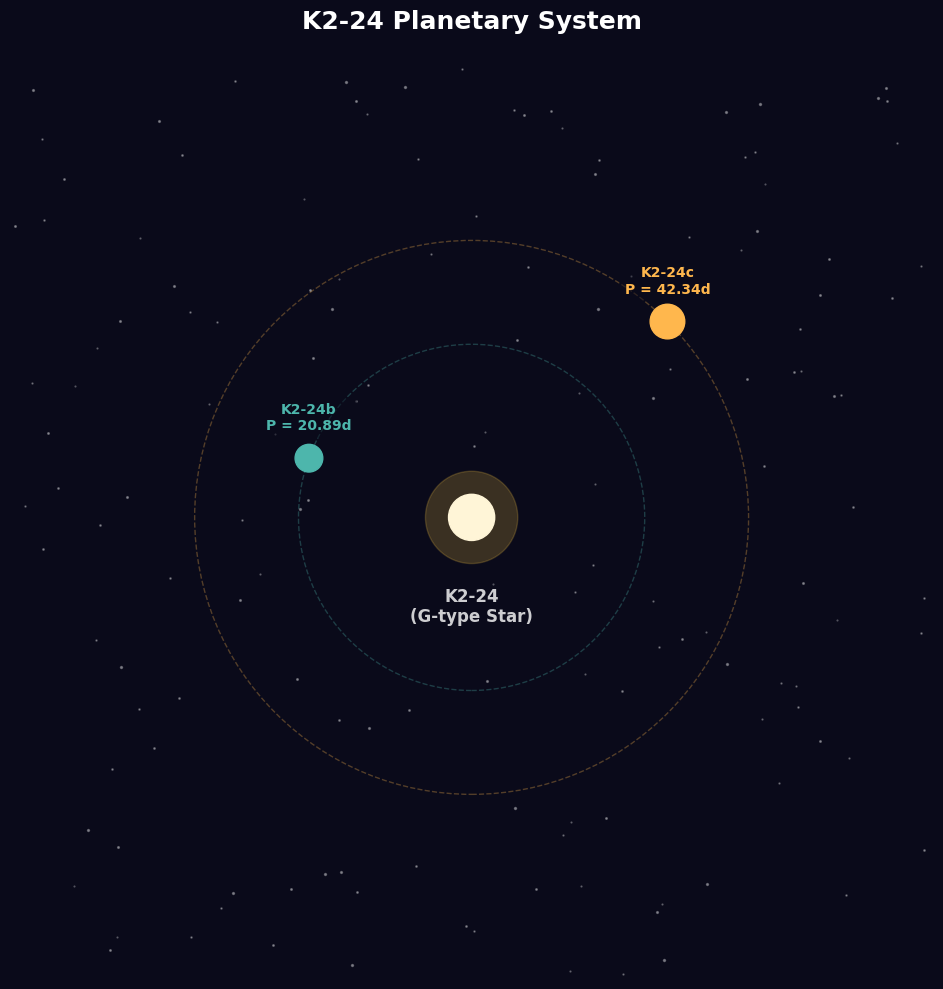 K2-24 Planetary System
K2-24c
P = 42.34d
K2-24b
P = 20.89d
K2-24
(G-type Star)